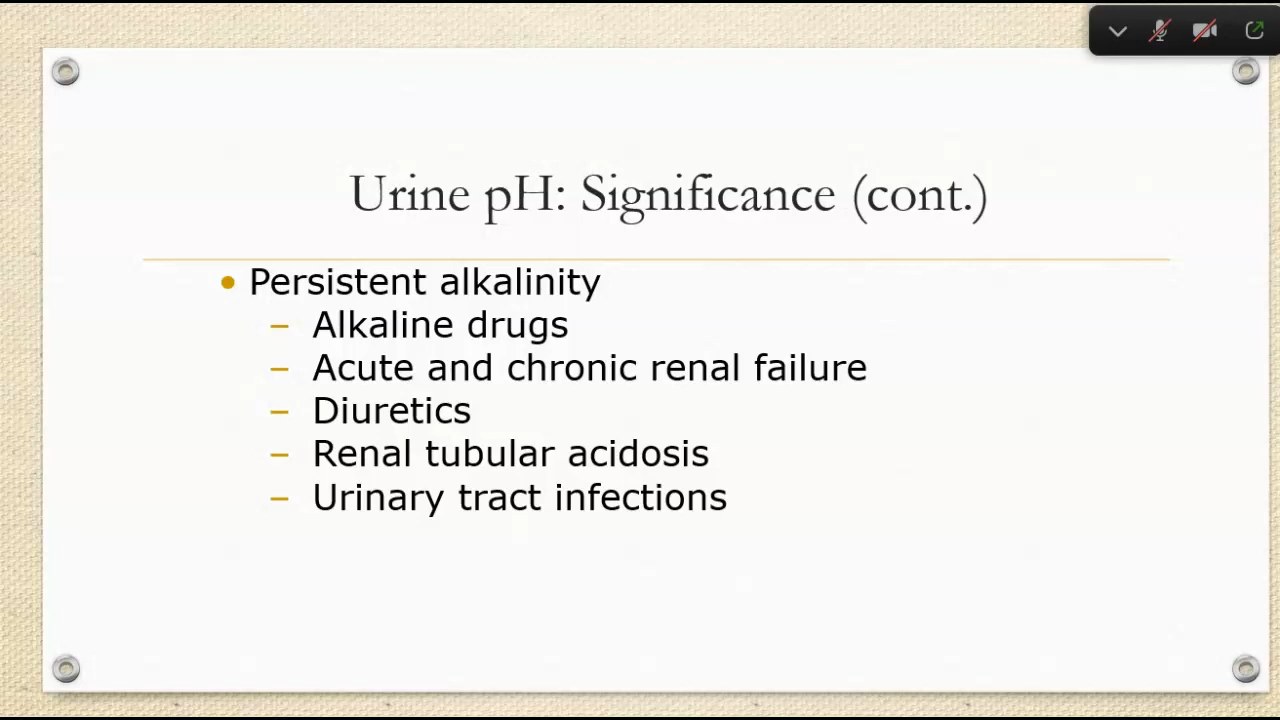 Urine pH: Significance (cont.)
• Persistent alkalinity
– Alkaline drugs
– Acute and chronic renal failure
– Diuretics
– Renal tubular acidosis
– Urinary tract infections